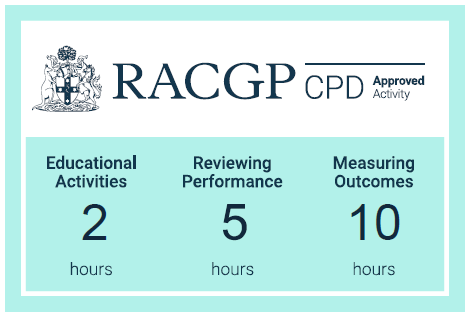 RACGP CPD Approved Activity
Educational Activities
2
hours
Reviewing Performance
5
hours
Measuring Outcomes
10
hours